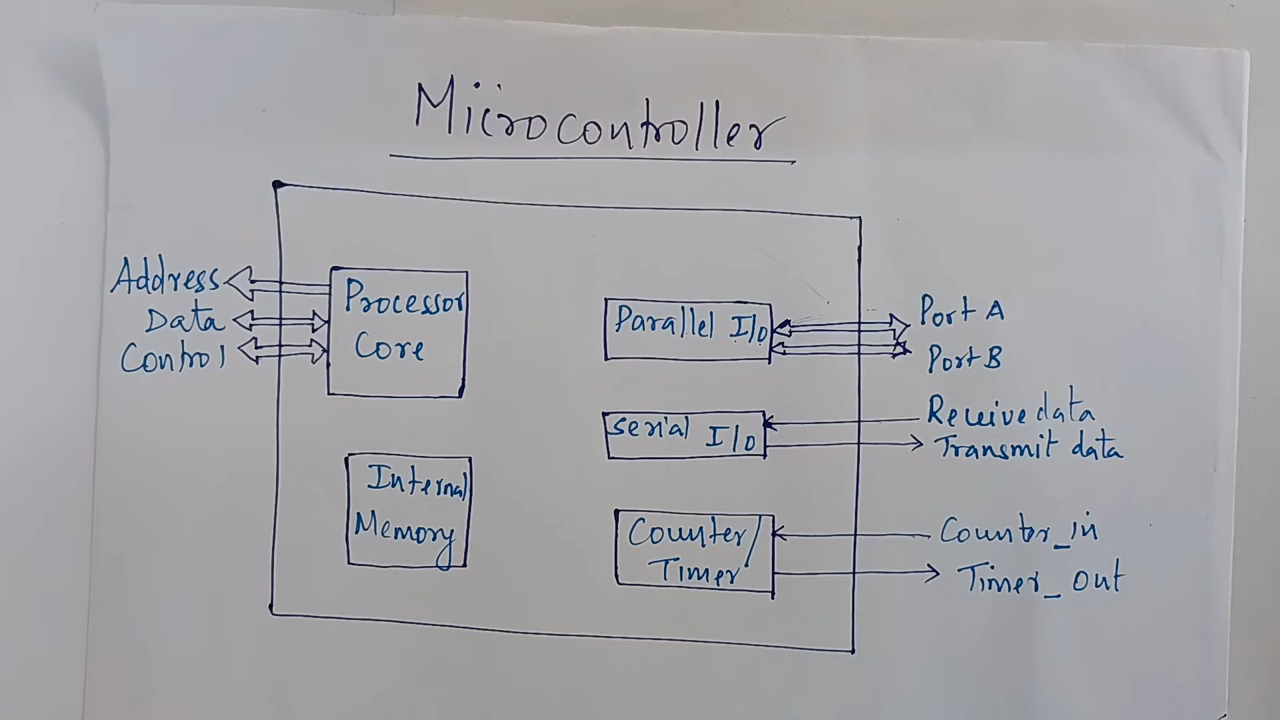 Microcontroller
Address
Data
Control
Processor
Core
Internal
Memory
Parallel I/o
Serial I/o
Counter/
Timer
Port A
Port B
Receive data
Transmit data
Counter_in
Timer_out